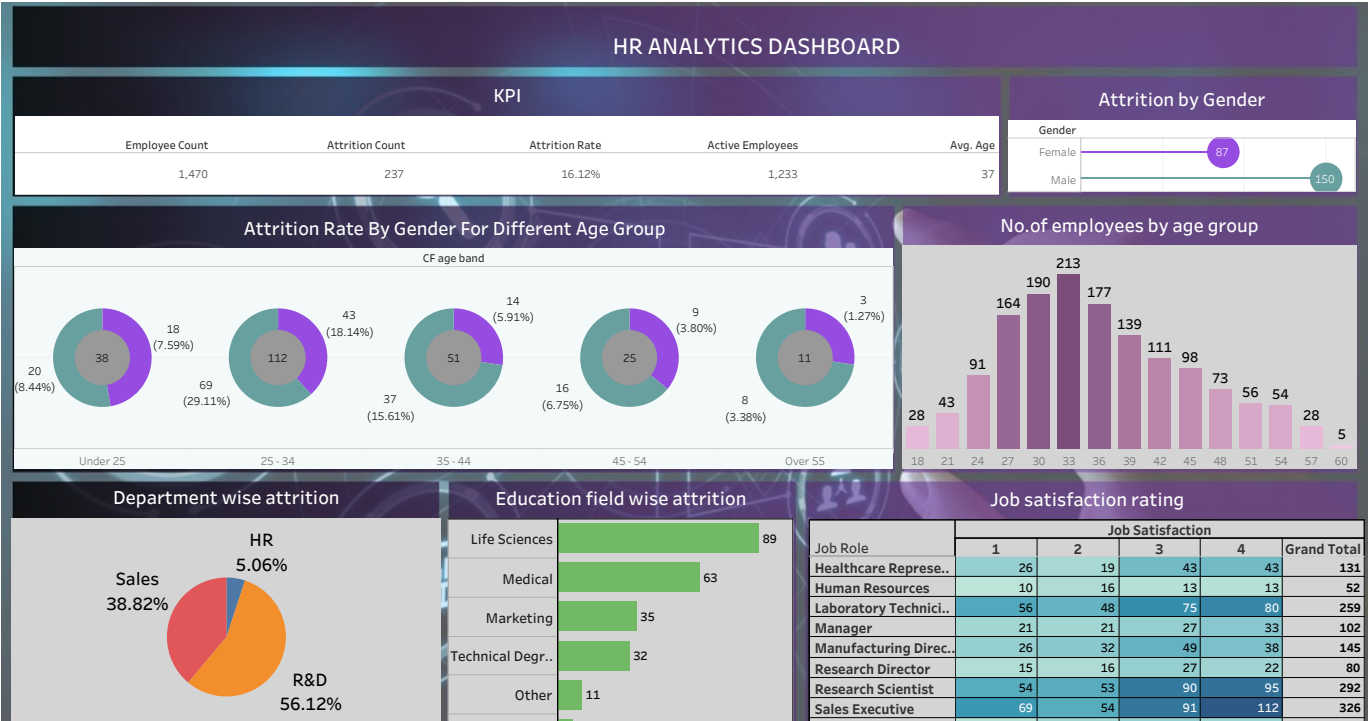 HR ANALYTICS DASHBOARD
KPI
Employee Count Attrition Count Attrition Rate Active Employees Avg. Age
1,470 237 16.12% 1,233 37
Attrition by Gender
Gender
Female 87
Male 150
Attrition Rate By Gender For Different Age Group
CF age band
38
18
(7.59%)
20
(8.44%)
112
43
(18.14%)
69
(29.11%)
51
14
(5.91%)
37
(15.61%)
25
9
(3.80%)
16
(6.75%)
11
3
(1.27%)
8
(3.38%)
Under 25 25 - 34 35 - 44 45 - 54 Over 55
No.of employees by age group
28 43 91 164 190 213 177 139 111 98 73 56 54 28 5
18 21 24 27 30 33 36 39 42 45 48 51 54 57 60
Department wise attrition
HR
5.06%
Sales
38.82%
R&D
56.12%
Education field wise attrition
Life Sciences 89
Medical 63
Marketing 35
Technical Degr.. 32
Other 11
Job satisfaction rating
Job Satisfaction
Job Role 1 2 3 4 Grand Total
Healthcare Represe.. 26 19 43 43 131
Human Resources 10 16 13 13 52
Laboratory Technici.. 56 48 75 80 259
Manager 21 21 27 33 102
Manufacturing Direc.. 26 32 49 38 145
Research Director 15 16 27 22 80
Research Scientist 54 53 90 95 292
Sales Executive 69 54 91 112 326